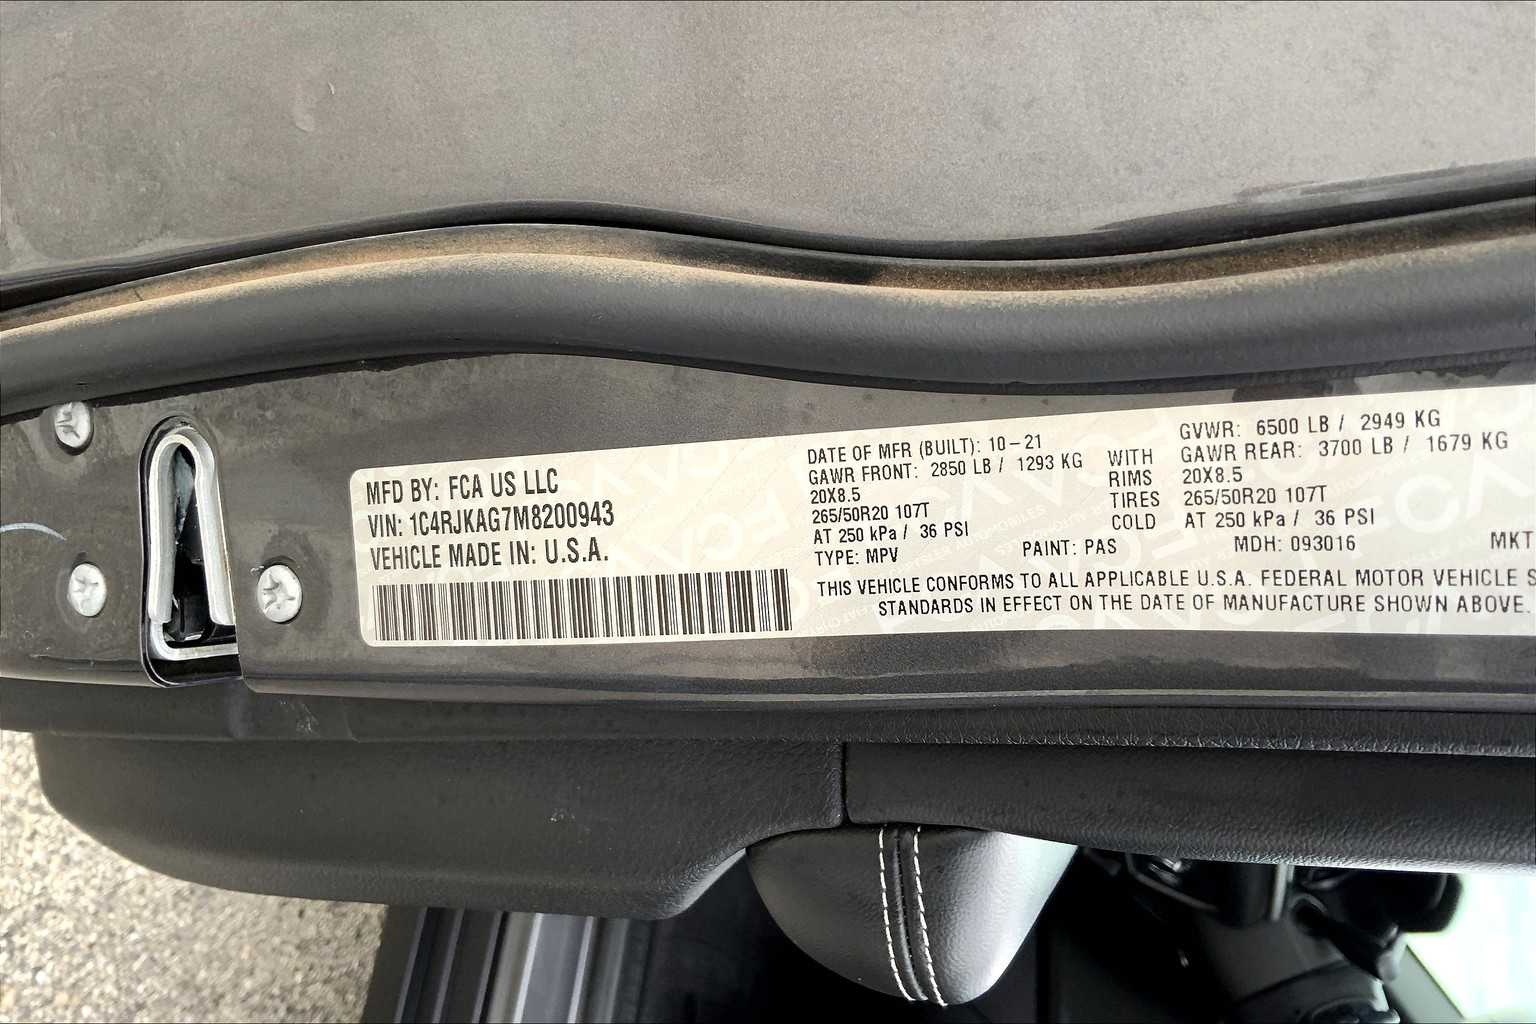 MFD BY: FCA US LLC
VIN: 1C4RJKAG7M8200943
VEHICLE MADE IN: U.S.A.
DATE OF MFR (BUILT): 10-21
GAWR FRONT: 2850 LB / 1293 KG
20X8.5
265/50R20 107T
AT 250 kPa / 36 PSI
TYPE: MPV
WITH
RIMS
TIRES
COLD
GVWR: 6500 LB / 2949 KG
GAWR REAR: 3700 LB / 1679 KG
20X8.5
265/50R20 107T
AT 250 kPa / 36 PSI
PAINT: PAS
MDH: 093016
MKT
THIS VEHICLE CONFORMS TO ALL APPLICABLE U.S.A. FEDERAL MOTOR VEHICLE S
STANDARDS IN EFFECT ON THE DATE OF MANUFACTURE SHOWN ABOVE.